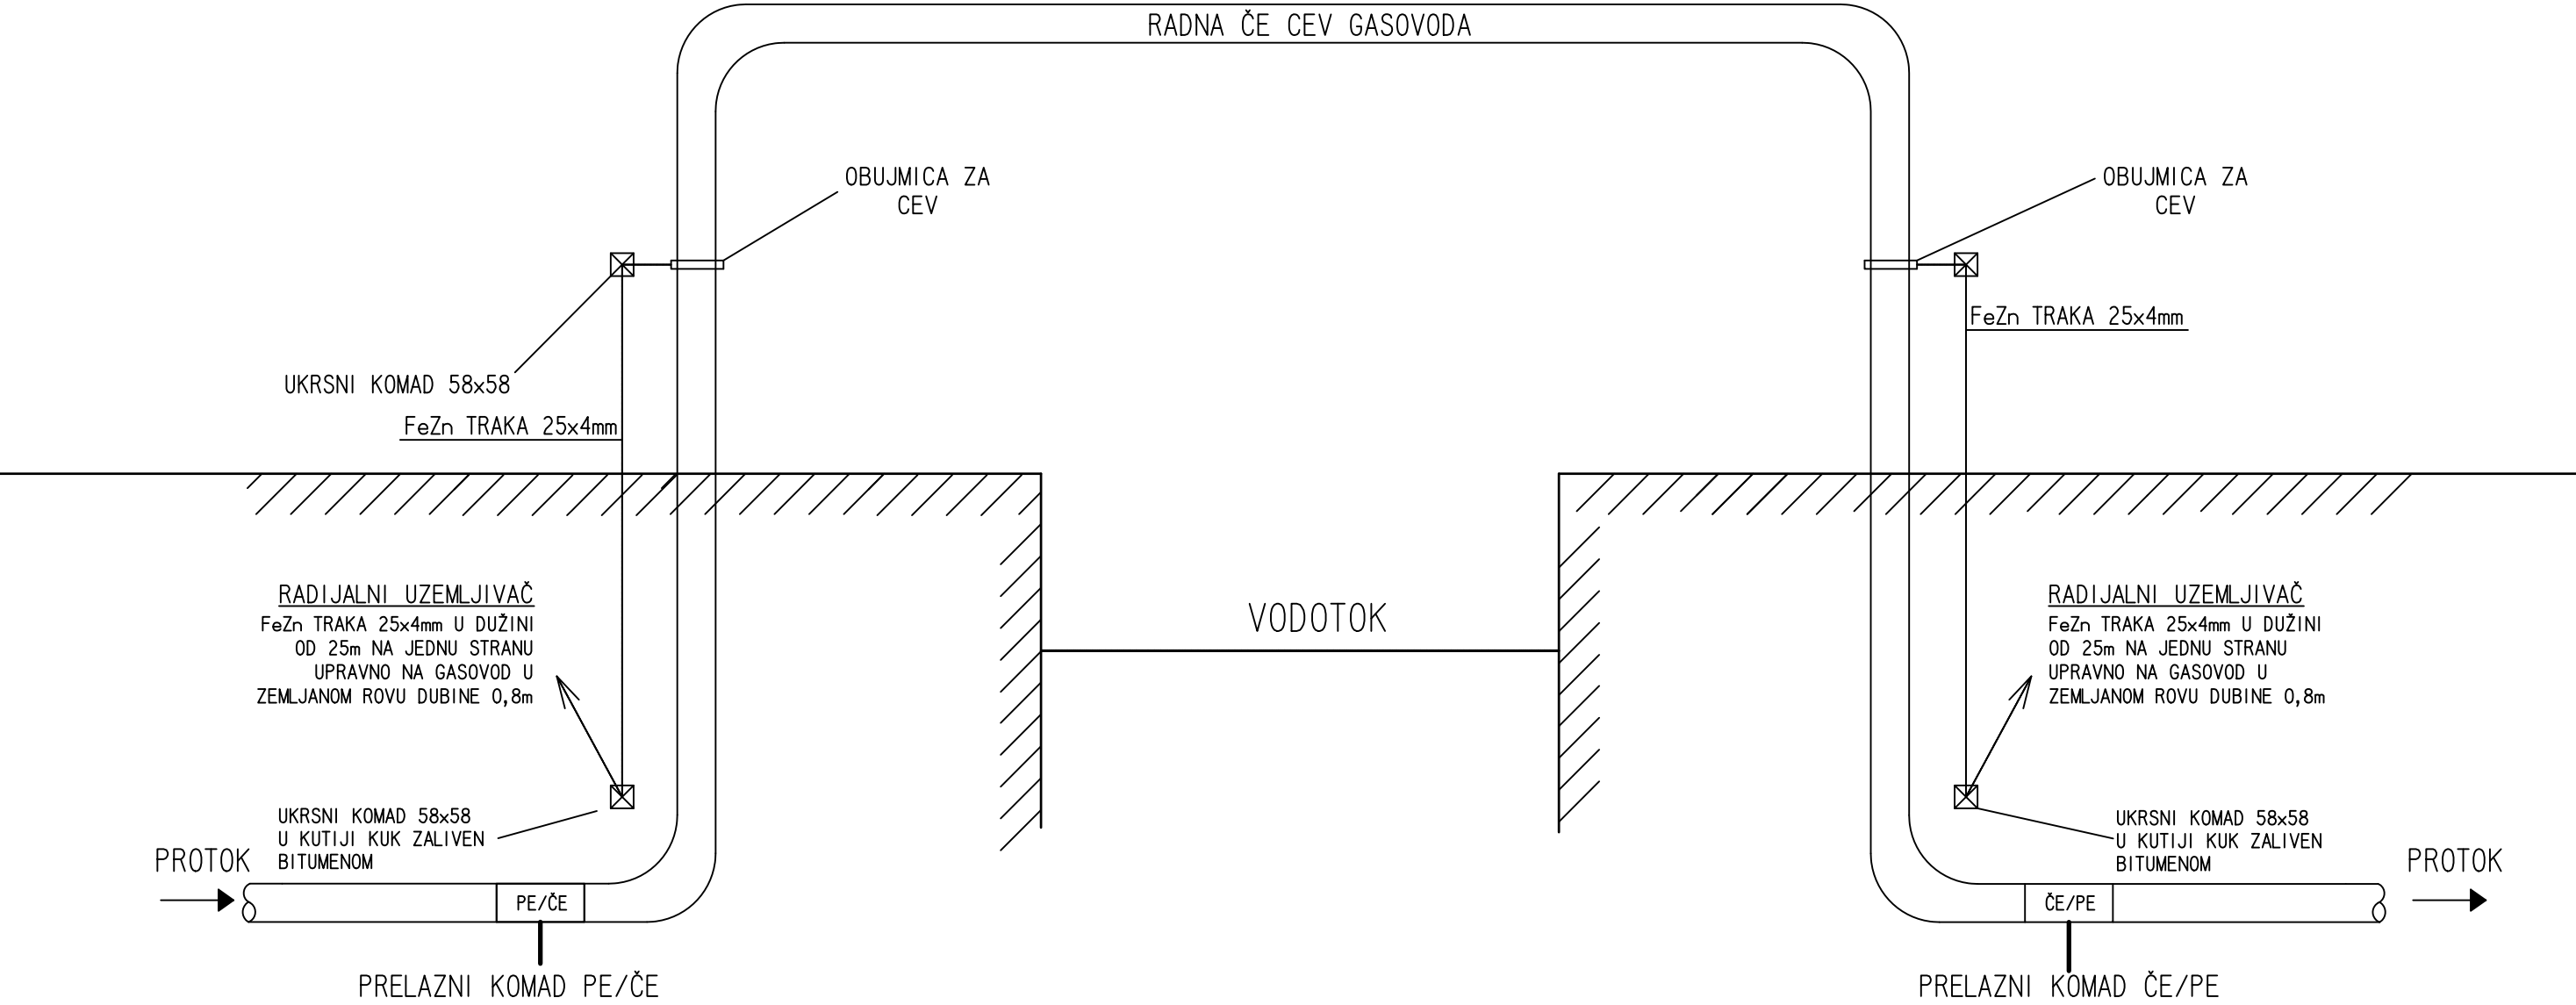 RADNA ČE CEV GASOVODA
OBUJMICA ZA
CEV
OBUJMICA ZA
CEV
FeZn TRAKA 25x4mm
UKRSNI KOMAD 58x58
FeZn TRAKA 25x4mm
RADIJALNI UZEMLJIVAČ
FeZn TRAKA 25x4mm U DUŽINI
OD 25m NA JEDNU STRANU
UPRAVNO NA GASOVOD U
ZEMLJANOM ROVU DUBINE 0,8m
VODOTOK
RADIJALNI UZEMLJIVAČ
FeZn TRAKA 25x4mm U DUŽINI
OD 25m NA JEDNU STRANU
UPRAVNO NA GASOVOD U
ZEMLJANOM ROVU DUBINE 0,8m
UKRSNI KOMAD 58x58
U KUTIJI KUK ZALIVEN
BITUMENOM
UKRSNI KOMAD 58x58
U KUTIJI KUK ZALIVEN
BITUMENOM
PROTOK
PROTOK
PE/ČE
ČE/PE
PRELAZNI KOMAD PE/ČE
PRELAZNI KOMAD ČE/PE